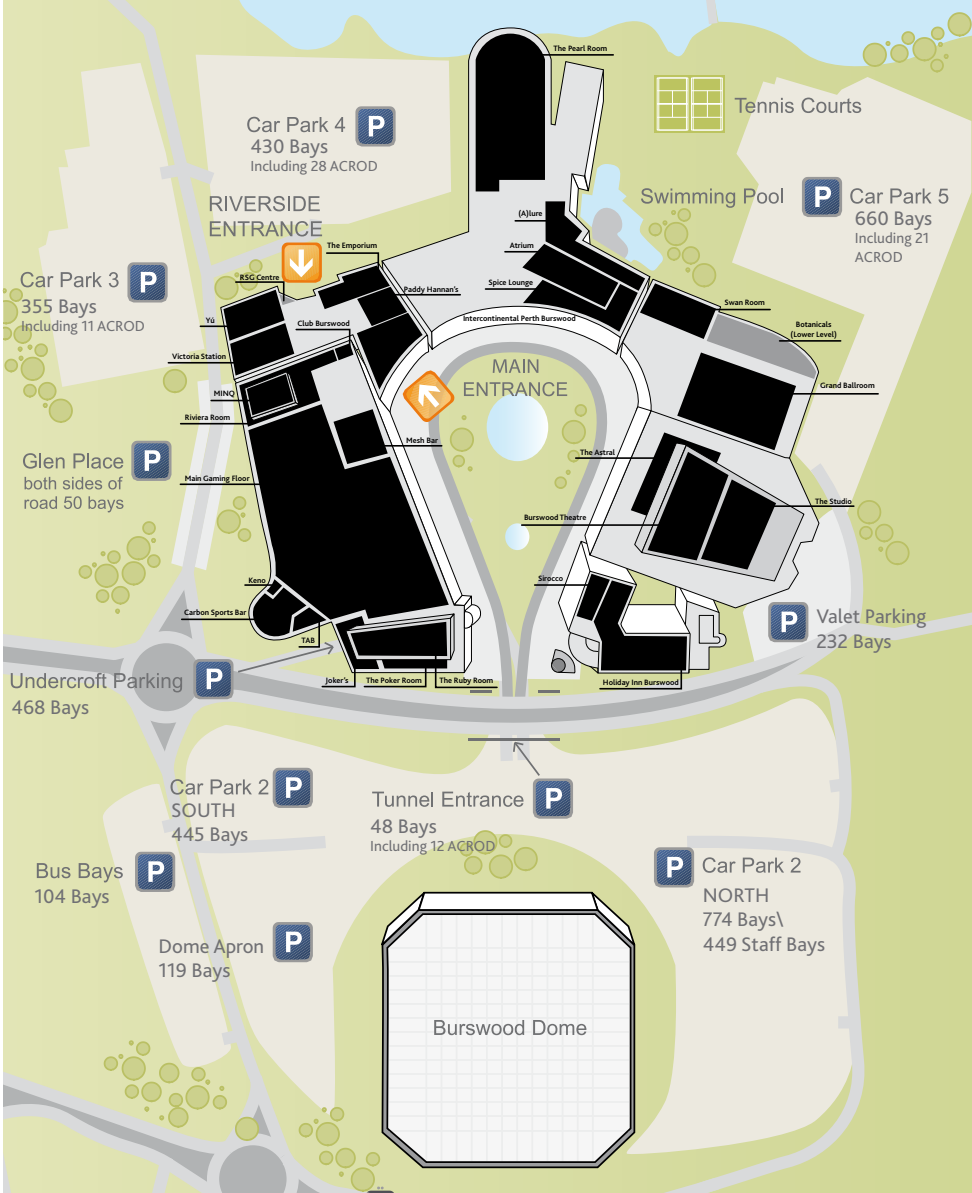 The Pearl Room
Tennis Courts
P
Car Park 4
430 Bays
Including 28 ACROD
P
Swimming Pool
P
Car Park 5
660 Bays
Including 21
ACROD
RIVERSIDE
ENTRANCE
(A)lure
The Emporium
Atrium
RSG Centre
Spice Lounge
Paddy Hannan's
Car Park 3
355 Bays
Including 11 ACROD
P
Swan Room
Yú
Club Burswood
Intercontinental Perth Burswood
Botanicals
(Lower Level)
Victoria Station
MAIN
ENTRANCE
Grand Ballroom
MINQ
Riviera Room
Mesh Bar
Glen Place
both sides of
road 50 bays
P
The Astral
Main Gaming Floor
The Studio
Burswood Theatre
Keno
Sirocco
Carbon Sports Bar
TAB
P
Valet Parking
232 Bays
Undercroft Parking
468 Bays
P
Joker's
The Poker Room
The Ruby Room
Holiday Inn Burswood
Car Park 2
SOUTH
445 Bays
P
Tunnel Entrance
48 Bays
Including 12 ACROD
P
Bus Bays
104 Bays
P
P
Car Park 2
NORTH
774 Bays\
449 Staff Bays
Dome Apron
119 Bays
P
Burswood Dome